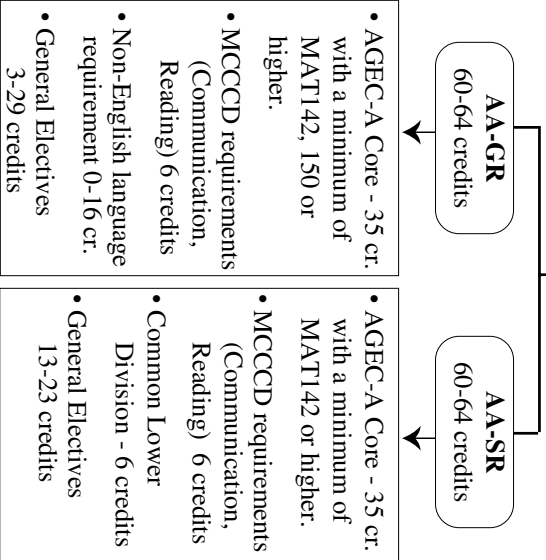 AA-GR
60-64 credits
• AGEC-A Core - 35 cr.
with a minimum of
MAT142, 150 or
higher.
• MCCCD requirements
(Communication,
Reading) 6 credits
• Non-English language
requirement 0-16 cr.
• General Electives
3-29 credits
AA-SR
60-64 credits
• AGEC-A Core - 35 cr.
with a minimum of
MAT142 or higher.
• MCCCD requirements
(Communication,
Reading) 6 credits
• Common Lower
Division - 6 credits
• General Electives
13-23 credits